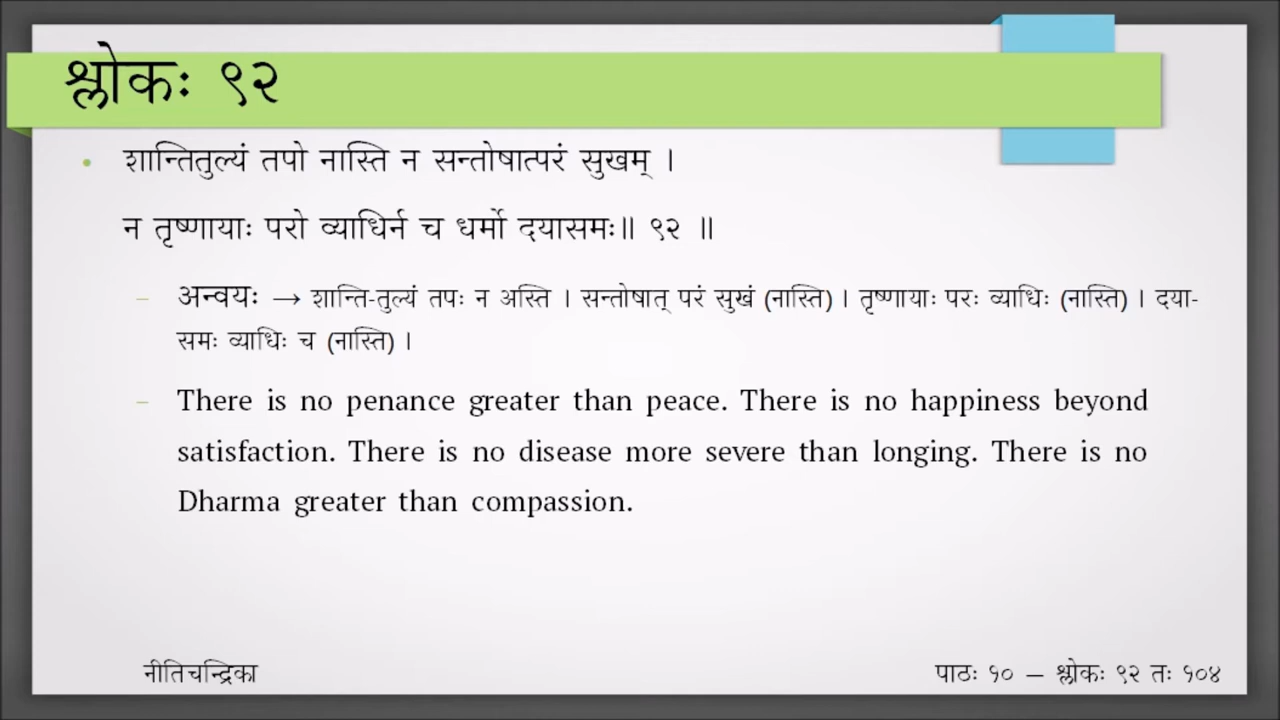 श्लोकः ९२
• शान्तितुल्यं तपो नास्ति न सन्तोषात्परं सुखम् ।
न तृष्णायाः परो व्याधिर्न च धर्मो दयासमः॥ ९२ ॥
– अन्वयः → शान्ति-तुल्यं तपः न अस्ति । सन्तोषात् परं सुखं (नास्ति) । तृष्णायाः परः व्याधिः (नास्ति) । दया-
समः व्याधिः च (नास्ति) ।
– There is no penance greater than peace. There is no happiness beyond
satisfaction. There is no disease more severe than longing. There is no
Dharma greater than compassion.
नीतिचन्द्रिका
पाठः १० – श्लोकः ९२ तः १०४